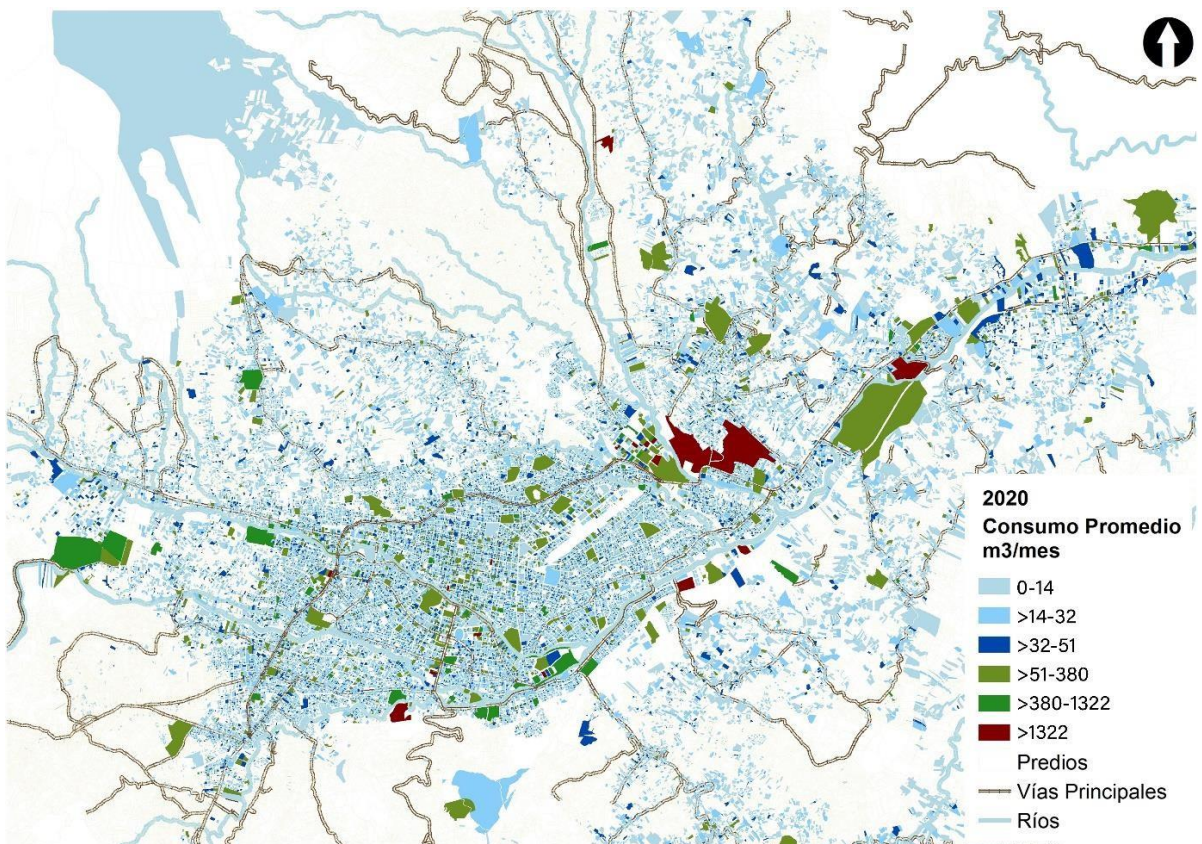 2020
Consumo Promedio
m3/mes
0-14
>14-32
>32-51
>51-380
>380-1322
>1322
Predios
Vías Principales
Ríos